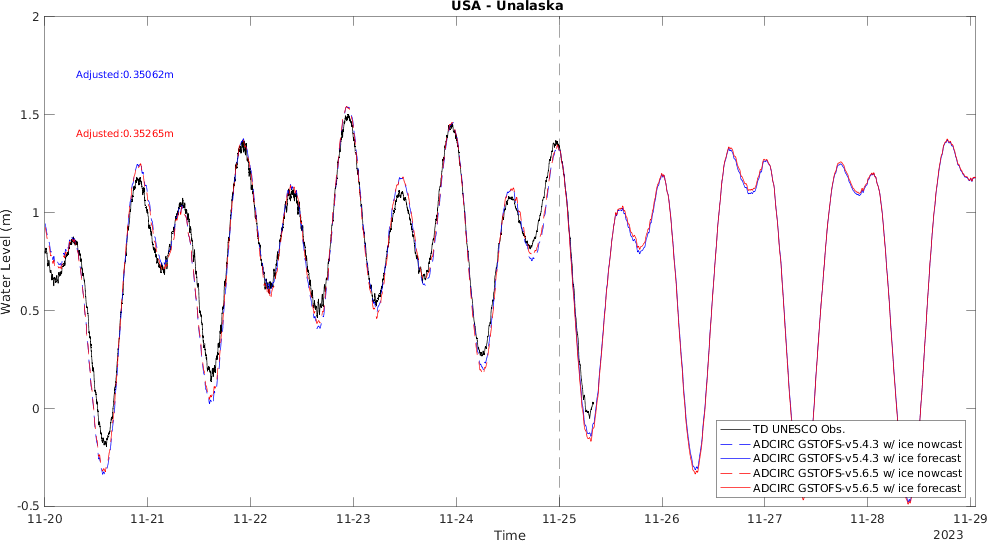 USA - Unalaska
2
1.5
1
0.5
0
-0.5
Water Level (m)
Adjusted:0.35062m
Adjusted:0.35265m
TD UNESCO Obs.
ADCIRC GSTOFS-v5.4.3 w/ ice nowcast
ADCIRC GSTOFS-v5.4.3 w/ ice forecast
ADCIRC GSTOFS-v5.6.5 w/ ice nowcast
ADCIRC GSTOFS-v5.6.5 w/ ice forecast
11-20 11-21 11-22 11-23 11-24 11-25 11-26 11-27 11-28 11-29
Time
2023